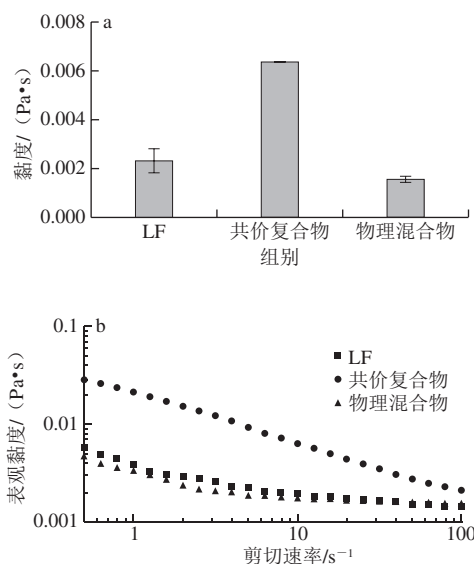 a
0.008
0.006
0.004
0.002
0.000
黏度/（Pa•s）
LF 共价复合物 物理混合物
组别
b
0.1
0.01
0.001
表观黏度/（Pa•s）
LF
共价复合物
物理混合物
1 10 100
剪切速率/s⁻¹